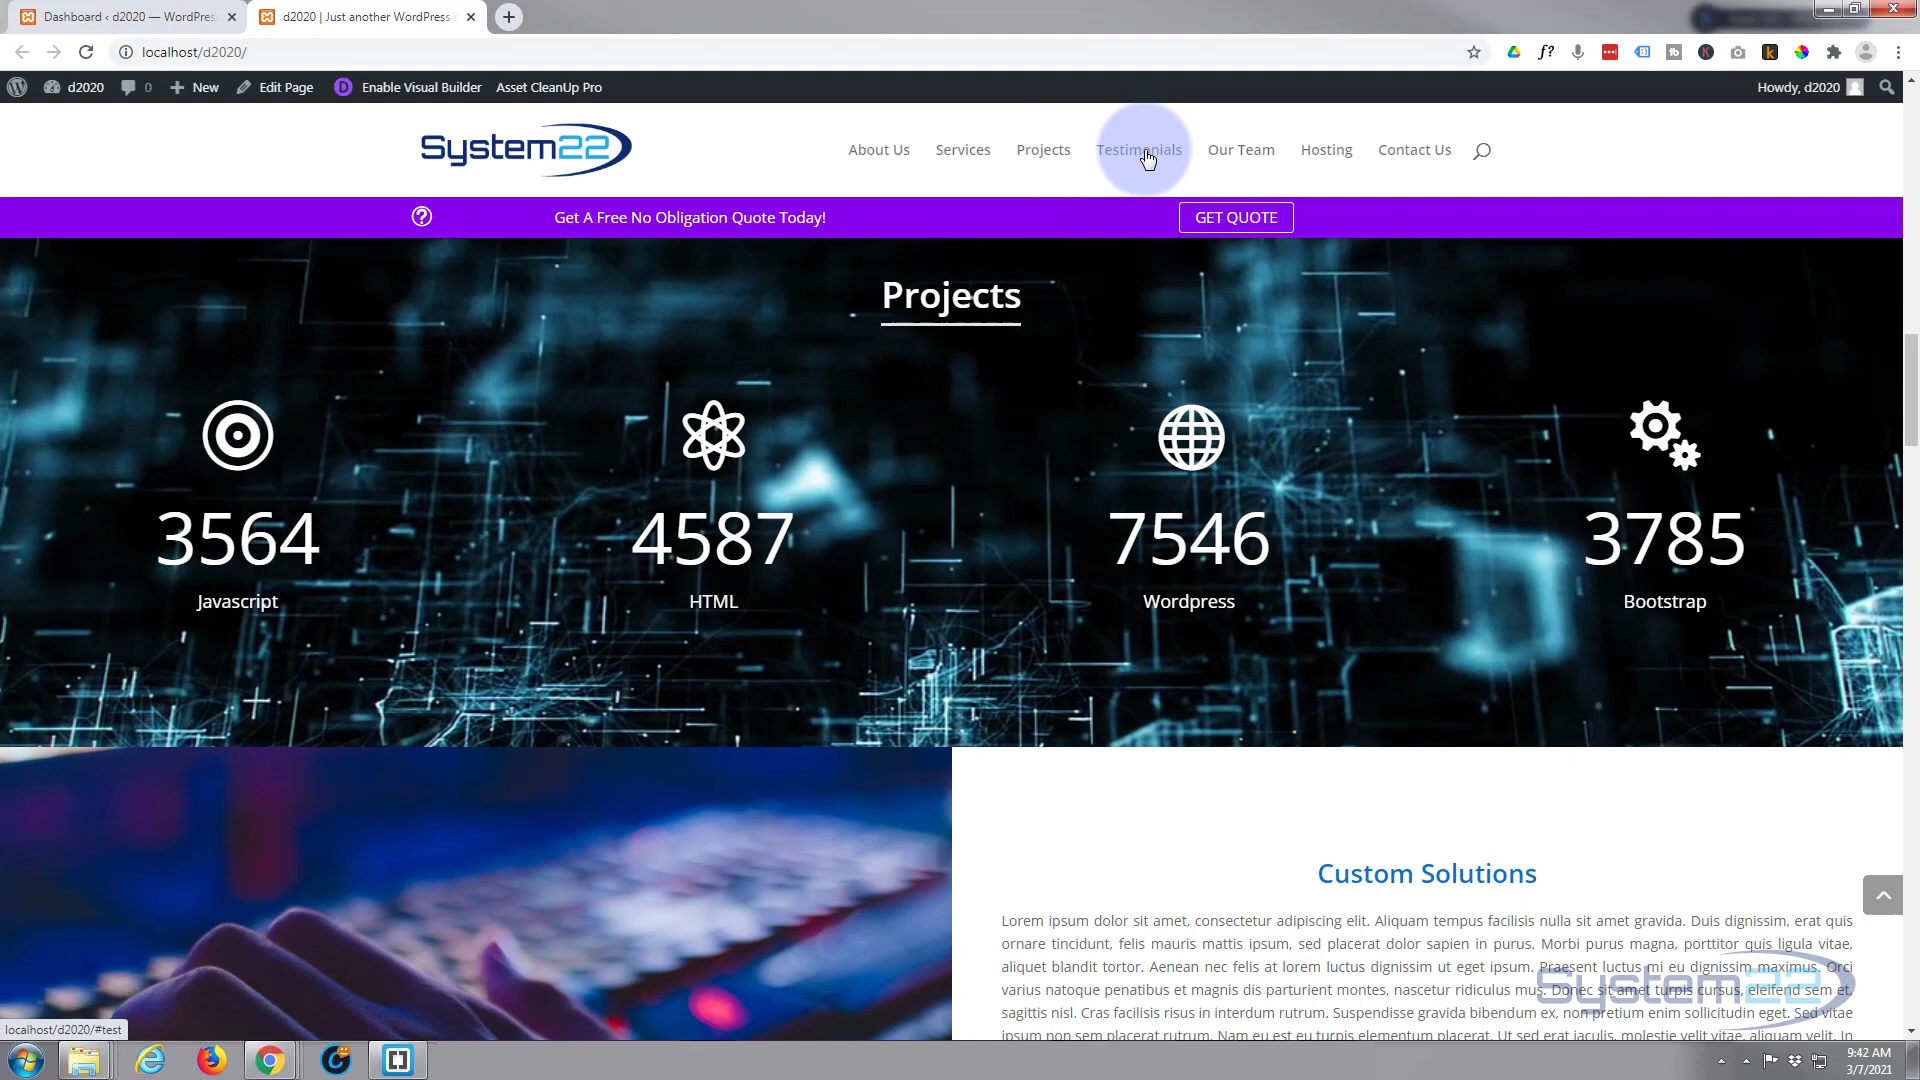 Dashboard ‹ d2020 — WordPress
d2020 | Just another WordPress s
localhost/d2020/
d2020 0 New Edit Page Enable Visual Builder Asset CleanUp Pro Howdy, d2020
System22 About Us Services Projects Testimonials Our Team Hosting Contact Us
Get A Free No Obligation Quote Today! GET QUOTE
Projects
3564 4587 7546 3785
Javascript HTML Wordpress Bootstrap
Custom Solutions
Lorem ipsum dolor sit amet, consectetur adipiscing elit. Aliquam tempus facilisis nulla sit amet gravida. Duis dignissim, erat quis
ornare tincidunt, felis mauris mattis ipsum, sed placerat dolor sapien in purus. Morbi purus magna, porttitor quis ligula vitae,
aliquet blandit tortor. Aenean nec felis at lorem luctus dignissim ut eget ipsum. Praesent luctus mi eu dignissim maximus. Orci
varius natoque penatibus et magnis dis parturient montes, nascetur ridiculus mus. Donec sit amet turpis cursus, eleifend sem et,
sagittis nisl. Cras facilisis risus in interdum rutrum. Suspendisse gravida bibendum ex, non pretium enim sollicitudin eget. Sed vitae
ipsum non sem placerat rutrum. Nam eu est eu turpis elementum placerat. Ut sed erat iaculis, molestie velit vitae, aliquam velit. In
System22
localhost/d2020/#test
9:42 AM
3/7/2021